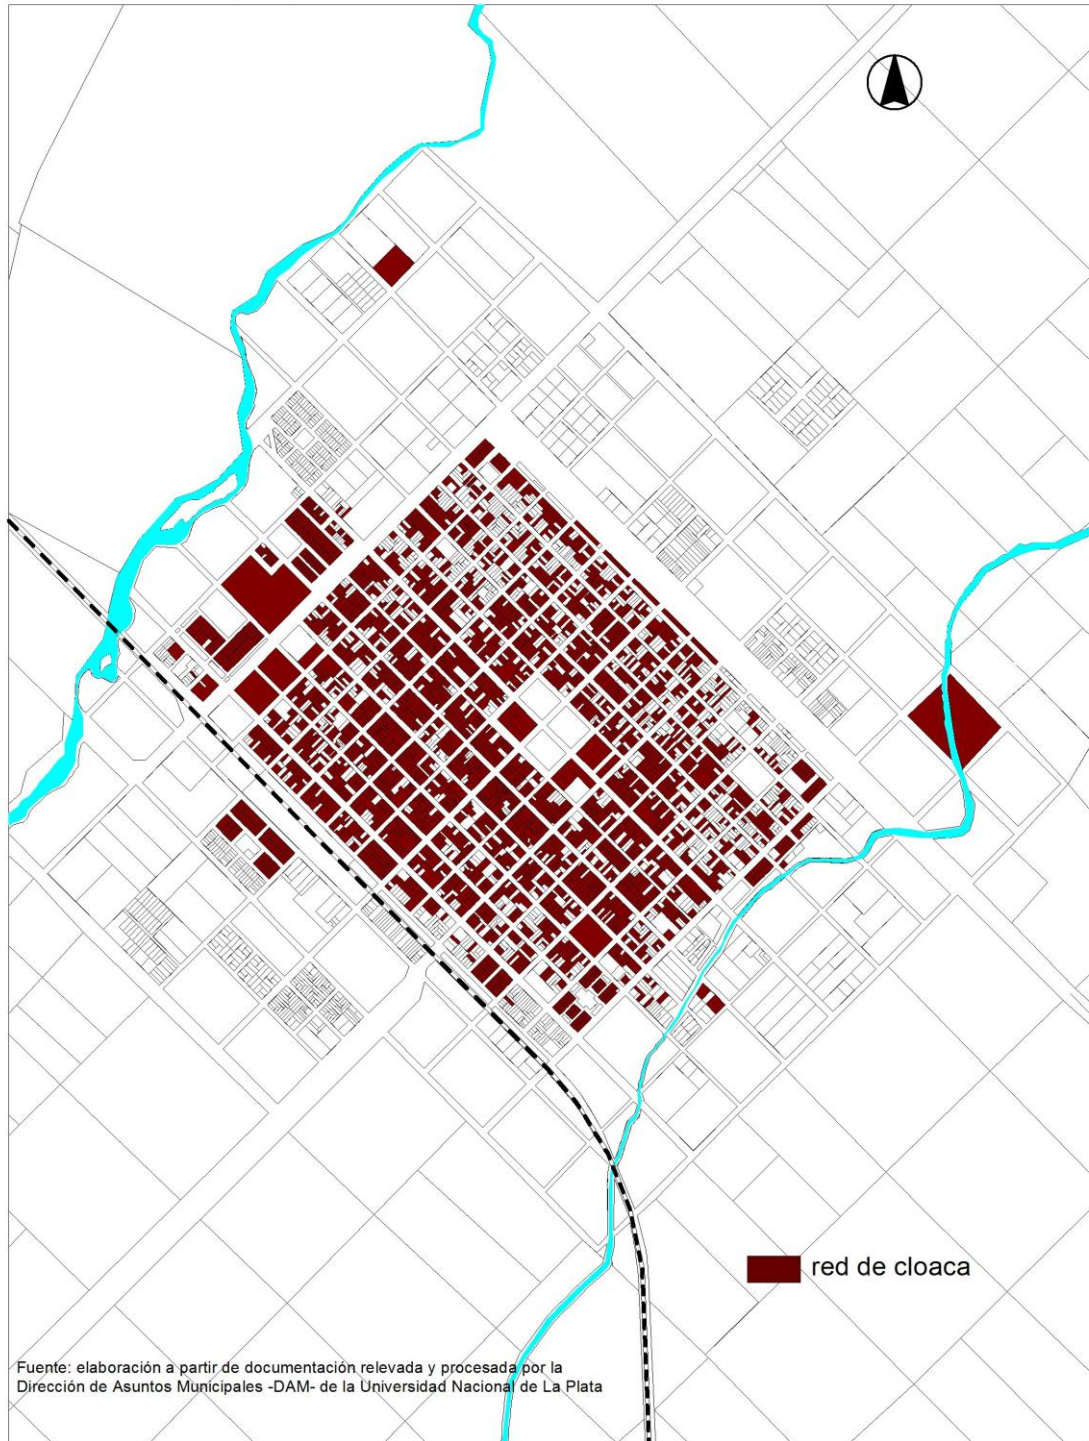 red de cloaca
Fuente: elaboración a partir de documentación relevada y procesada por la
Dirección de Asuntos Municipales -DAM- de la Universidad Nacional de La Plata